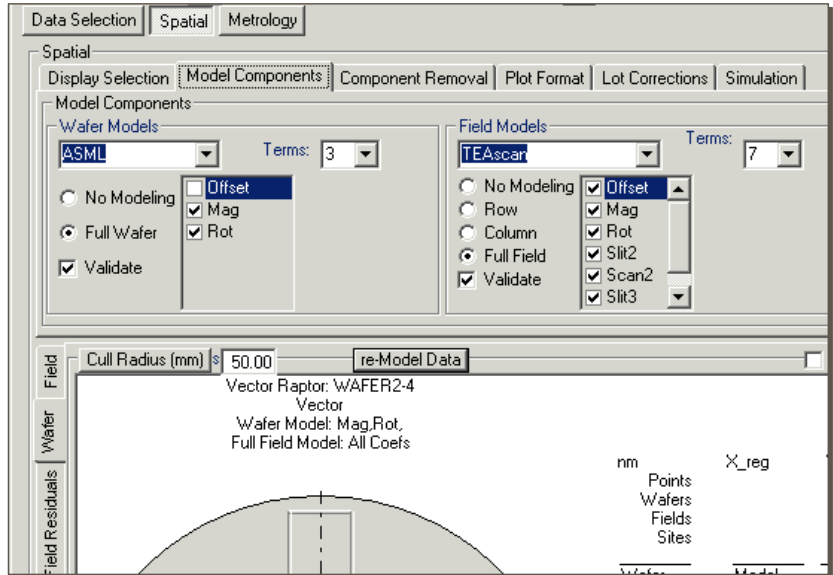 Data Selection Spatial Metrology
Spatial
Display Selection Model Components Component Removal Plot Format Lot Corrections Simulation
Model Components
Wafer Models
ASML Terms: 3
No Modeling
Full Wafer
Validate
Offset
Mag
Rot
Field Models
TEAscan Terms: 7
No Modeling
Row
Column
Full Field
Validate
Offset
Mag
Rot
Slit2
Scan2
Slit3
Field
Wafer
Field Residuals
Cull Radius (mm) s 50.00 re-Model Data
Vector Raptor: WAFER2-4
Vector
Wafer Model: Mag,Rot,
Full Field Model: All Coefs
nm X_reg
Points
Wafers
Fields
Sites
Wafer Model